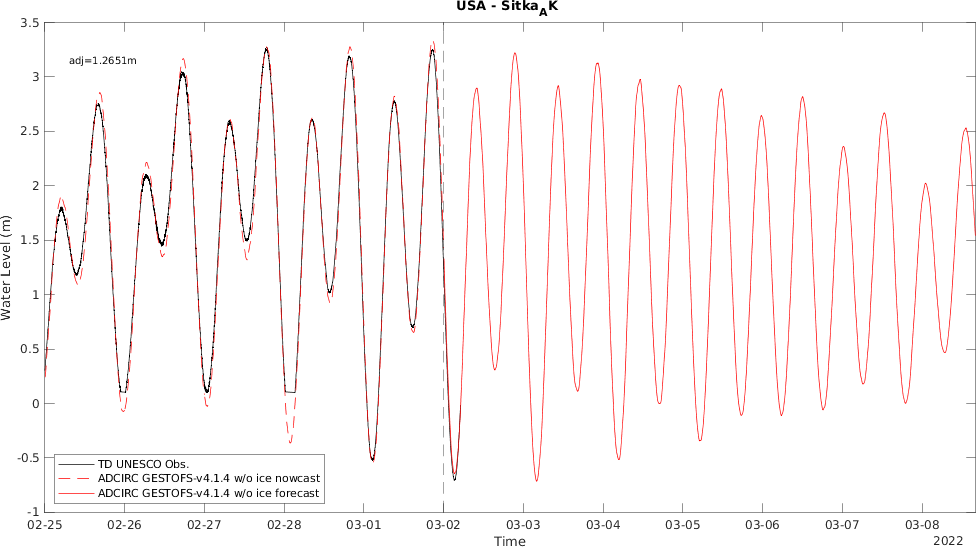 USA - Sitka_AK
adj=1.2651m
3.5
3
2.5
2
1.5
1
0.5
0
-0.5
-1
Water Level (m)
TD UNESCO Obs.
ADCIRC GESTOFS-v4.1.4 w/o ice nowcast
ADCIRC GESTOFS-v4.1.4 w/o ice forecast
02-25 02-26 02-27 02-28 03-01 03-02 03-03 03-04 03-05 03-06 03-07 03-08
Time
2022